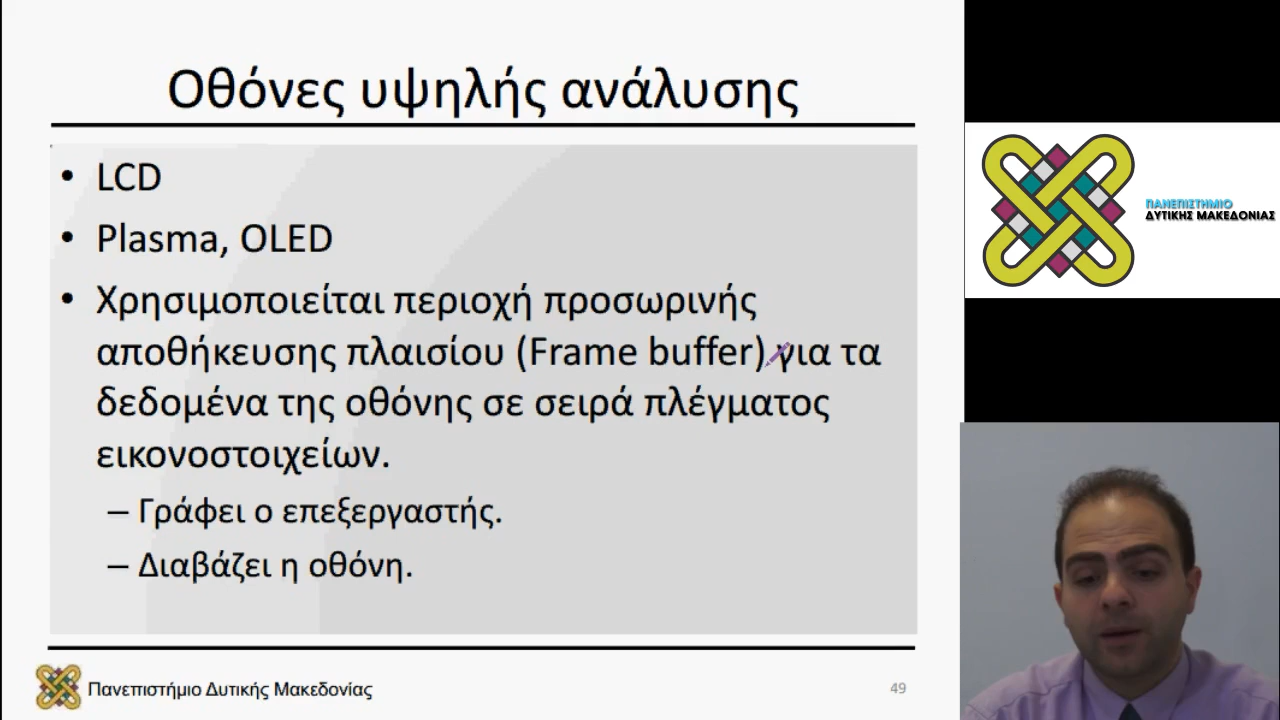 Οθόνες υψηλής ανάλυσης
• LCD
• Plasma, OLED
• Χρησιμοποιείται περιοχή προσωρινής
αποθήκευσης πλαισίου (Frame buffer) για τα
δεδομένα της οθόνης σε σειρά πλέγματος
εικονοστοιχείων.
– Γράφει ο επεξεργαστής.
– Διαβάζει η οθόνη.
Πανεπιστήμιο Δυτικής Μακεδονίας
49
ΠΑΝΕΠΙΣΤΗΜΙΟ
ΔΥΤΙΚΗΣ ΜΑΚΕΔΟΝΙΑΣ